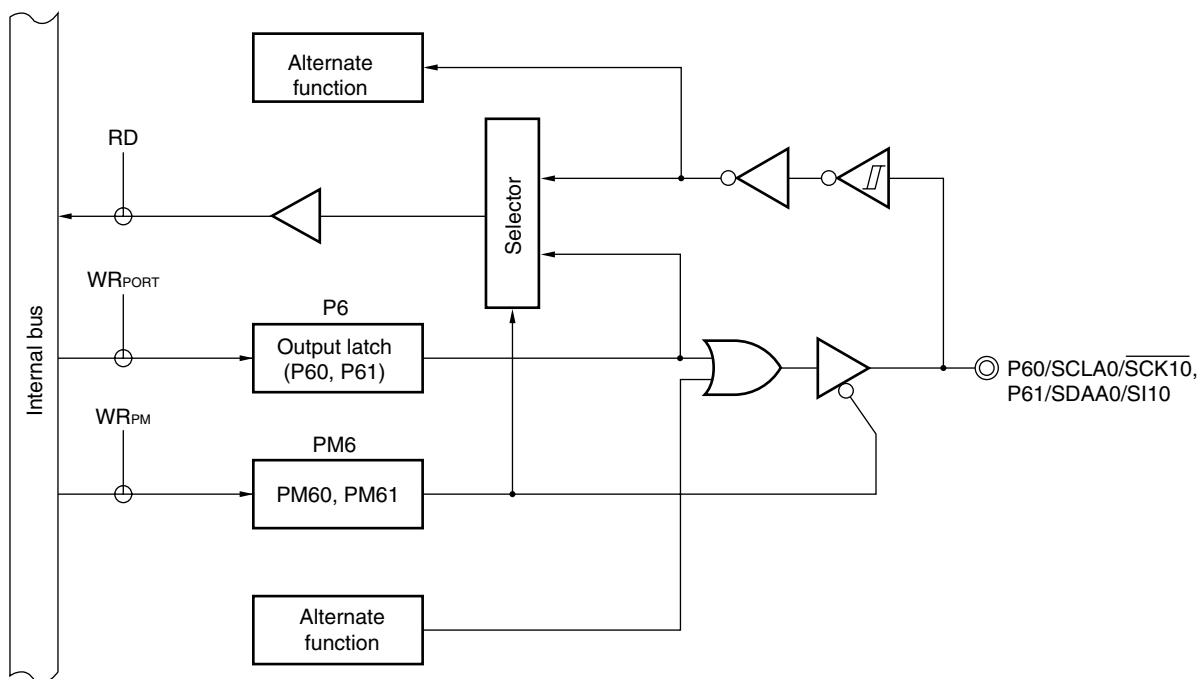 Alternate
function
RD
Selector
WRPORT
P6
Output latch
(P60, P61)
Internal bus
P60/SCLA0/SCK10,
P61/SDAA0/SI10
WRPM
PM6
PM60, PM61
Alternate
function